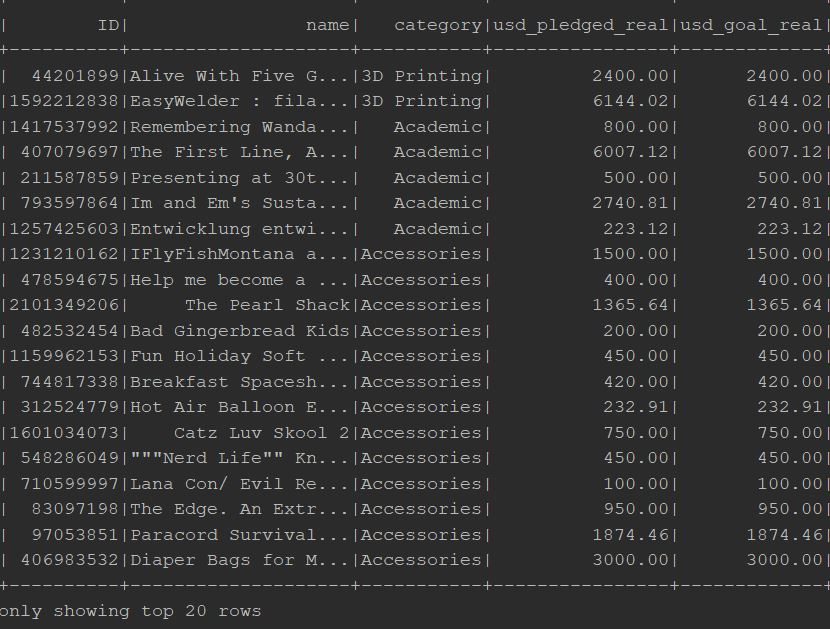 |        ID|                name|   category|usd_pledged_real|usd_goal_real|
+----------+--------------------+-----------+----------------+-------------+
|  44201899|Alive With Five G...|3D Printing|         2400.00|      2400.00|
|1592212838|EasyWelder : fila...|3D Printing|         6144.02|      6144.02|
|1417537992|Remembering Wanda...|   Academic|          800.00|       800.00|
| 407079697|The First Line, A...|   Academic|         6007.12|      6007.12|
| 211587859|Presenting at 30t...|   Academic|          500.00|       500.00|
| 793597864|Im and Em's Susta...|   Academic|         2740.81|      2740.81|
|1257425603|Entwicklung entwi...|   Academic|          223.12|       223.12|
|1231210162|IFlyFishMontana a...|Accessories|         1500.00|      1500.00|
| 478594675|Help me become a ...|Accessories|          400.00|       400.00|
|2101349206|     The Pearl Shack|Accessories|         1365.64|      1365.64|
| 482532454|Bad Gingerbread Kids|Accessories|          200.00|       200.00|
|1159962153|Fun Holiday Soft ...|Accessories|          450.00|       450.00|
| 744817338|Breakfast Spacesh...|Accessories|          420.00|       420.00|
| 312524779|Hot Air Balloon E...|Accessories|          232.91|       232.91|
|1601034073|    Catz Luv Skool 2|Accessories|          750.00|       750.00|
| 548286049|"""Nerd Life"" Kn...|Accessories|          450.00|       450.00|
| 710599997|Lana Con/ Evil Re...|Accessories|          100.00|       100.00|
|  83097198|The Edge. An Extr...|Accessories|          950.00|       950.00|
|  97053851|Paracord Survival...|Accessories|         1874.46|      1874.46|
| 406983532|Diaper Bags for M...|Accessories|         3000.00|      3000.00|
+----------+--------------------+-----------+----------------+-------------+
only showing top 20 rows